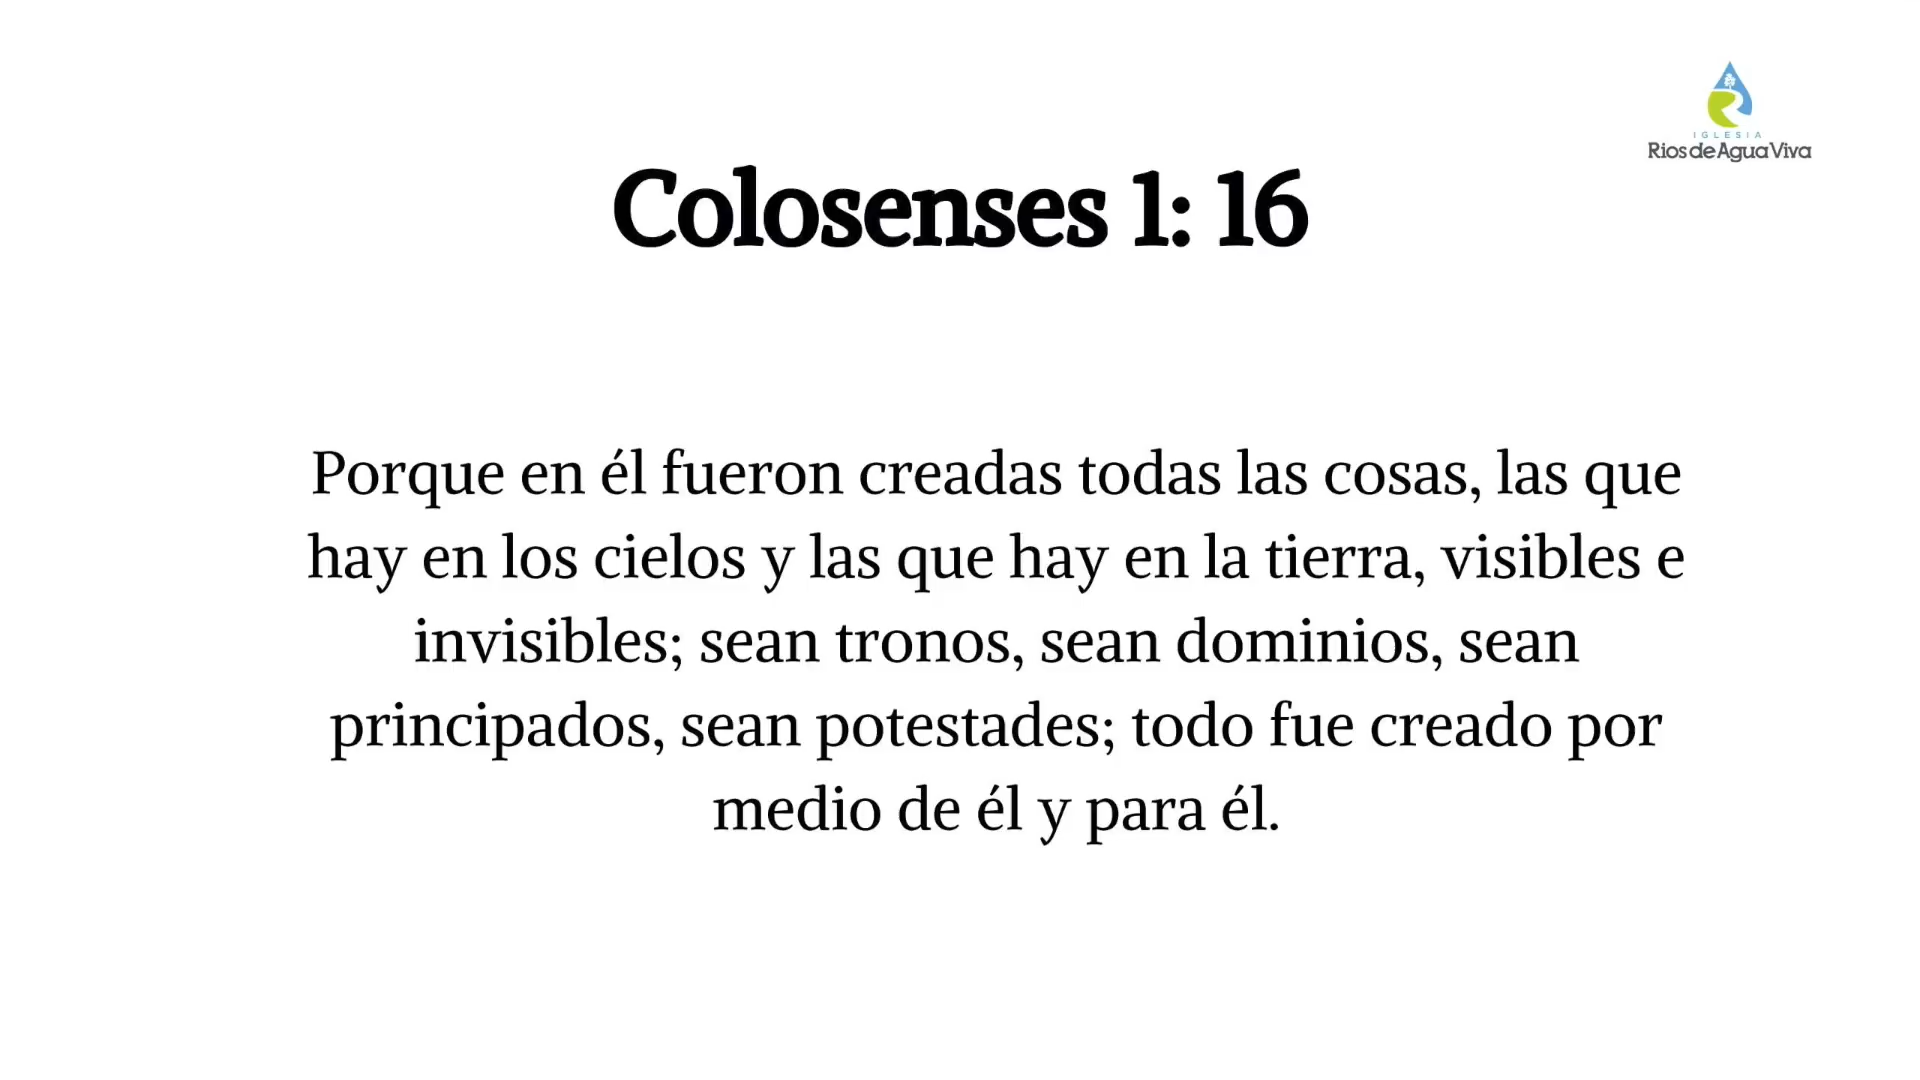 IGLESIA
Rios de Agua Viva
Colosenses 1: 16
Porque en él fueron creadas todas las cosas, las que
hay en los cielos y las que hay en la tierra, visibles e
invisibles; sean tronos, sean dominios, sean
principados, sean potestades; todo fue creado por
medio de él y para él.